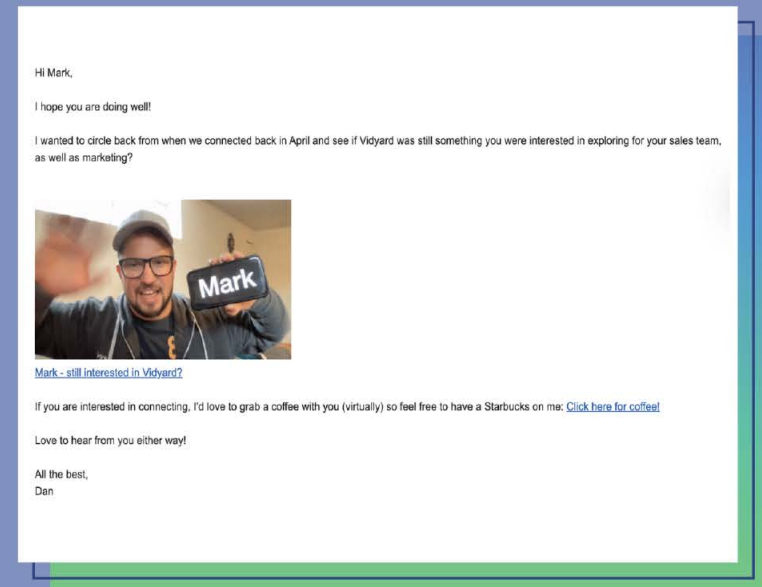 Hi Mark,
I hope you are doing well!
I wanted to circle back from when we connected back in April and see if Vidyard was still something you were interested in exploring for your sales team,
as well as marketing?
Mark
Mark - still interested in Vidyard?
If you are interested in connecting, I'd love to grab a coffee with you (virtually) so feel free to have a Starbucks on me: Click here for coffee!
Love to hear from you either way!
All the best,
Dan